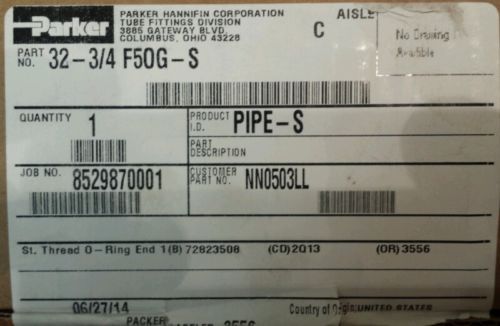 Parker
PARKER HANNIFIN CORPORATION
TUBE FITTINGS DIVISION
3885 GATEWAY BLVD.
COLUMBUS, OHIO 43228
AISLE
C
No Drawing
Available
PART NO. 32-3/4 F50G-S
QUANTITY 1
PRODUCT I.D. PIPE-S
PART DESCRIPTION
JOB NO. 8529870001
CUSTOMER PART NO. NN0503LL
St. Thread O-Ring End 1(B) 72823508 (CD)2Q13 (OR)3556
06/27/14
Country of Origin:UNITED STATES
PACKER
3556